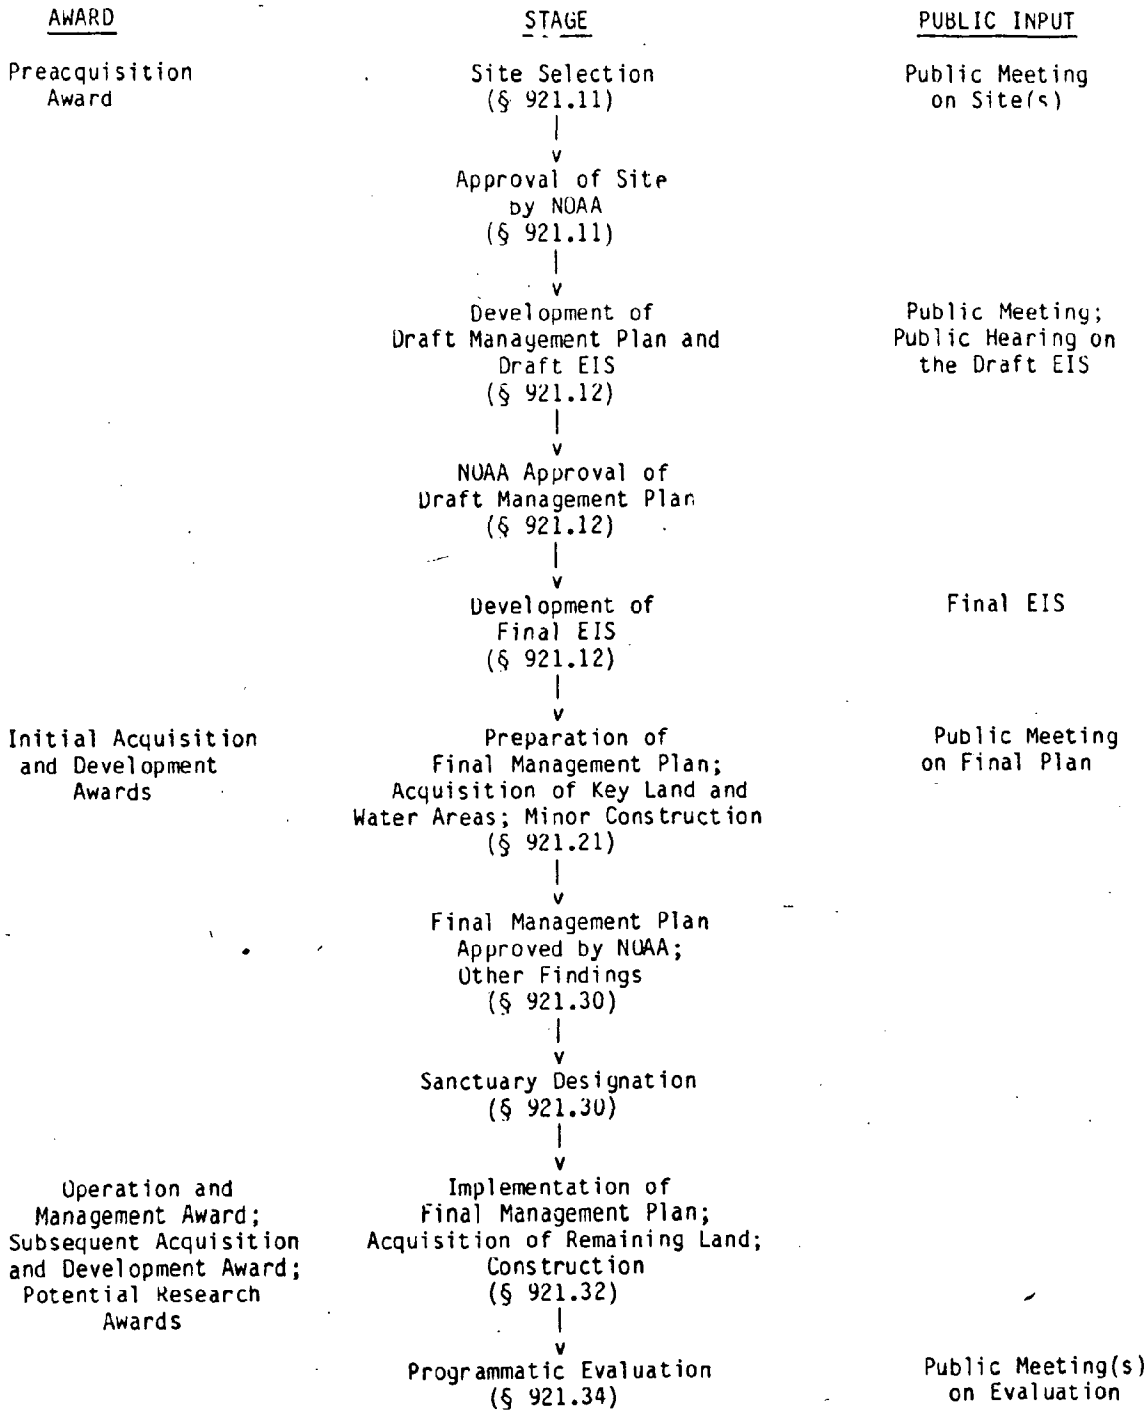 AWARD STAGE PUBLIC INPUT
Preacquisition Site Selection Public Meeting
Award (§ 921.11) on Site(s)
|
v
Approval of Site
by NOAA
(§ 921.11)
|
v
Development of Public Meeting;
Draft Management Plan and Public Hearing on
Draft EIS the Draft EIS
(§ 921.12)
|
v
NOAA Approval of
Draft Management Plan
(§ 921.12)
|
v
Development of Final EIS
Final EIS
(§ 921.12)
|
v
Initial Acquisition Preparation of Public Meeting
and Development Final Management Plan; on Final Plan
Awards Acquisition of Key Land and
Water Areas; Minor Construction
(§ 921.21)
|
v
Final Management Plan
Approved by NOAA;
Other Findings
(§ 921.30)
|
v
Sanctuary Designation
(§ 921.30)
|
v
Operation and Implementation of
Management Award; Final Management Plan;
Subsequent Acquisition Acquisition of Remaining Land;
and Development Award; Construction
Potential Research (§ 921.32)
Awards |
v
Programmatic Evaluation Public Meeting(s)
(§ 921.34) on Evaluation